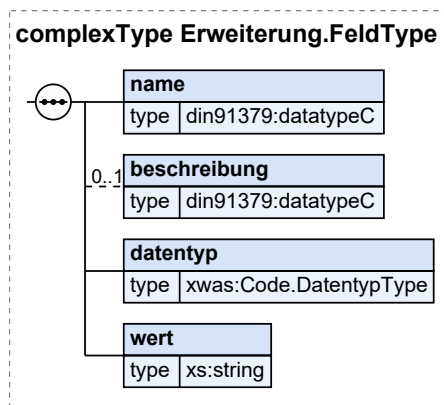 complexType Erweiterung.FeldType
name
type din91379:datatypeC
0..1
beschreibung
type din91379:datatypeC
datentyp
type xwas:Code.DatentypType
wert
type xs:string